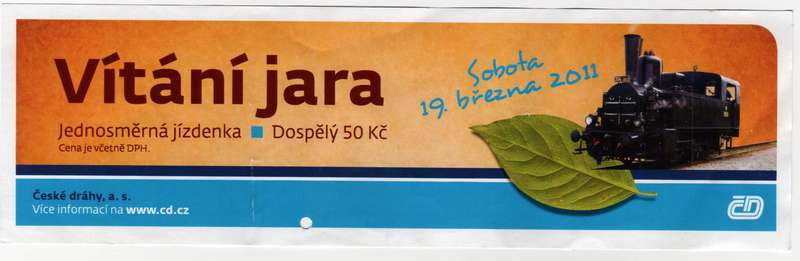 Vítání jara
Jednosměrná jízdenka ■ Dospělý 50 Kč
Cena je včetně DPH.
Sobota
19. března 2011
České dráhy, a. s.
Více informací na www.cd.cz
ČD